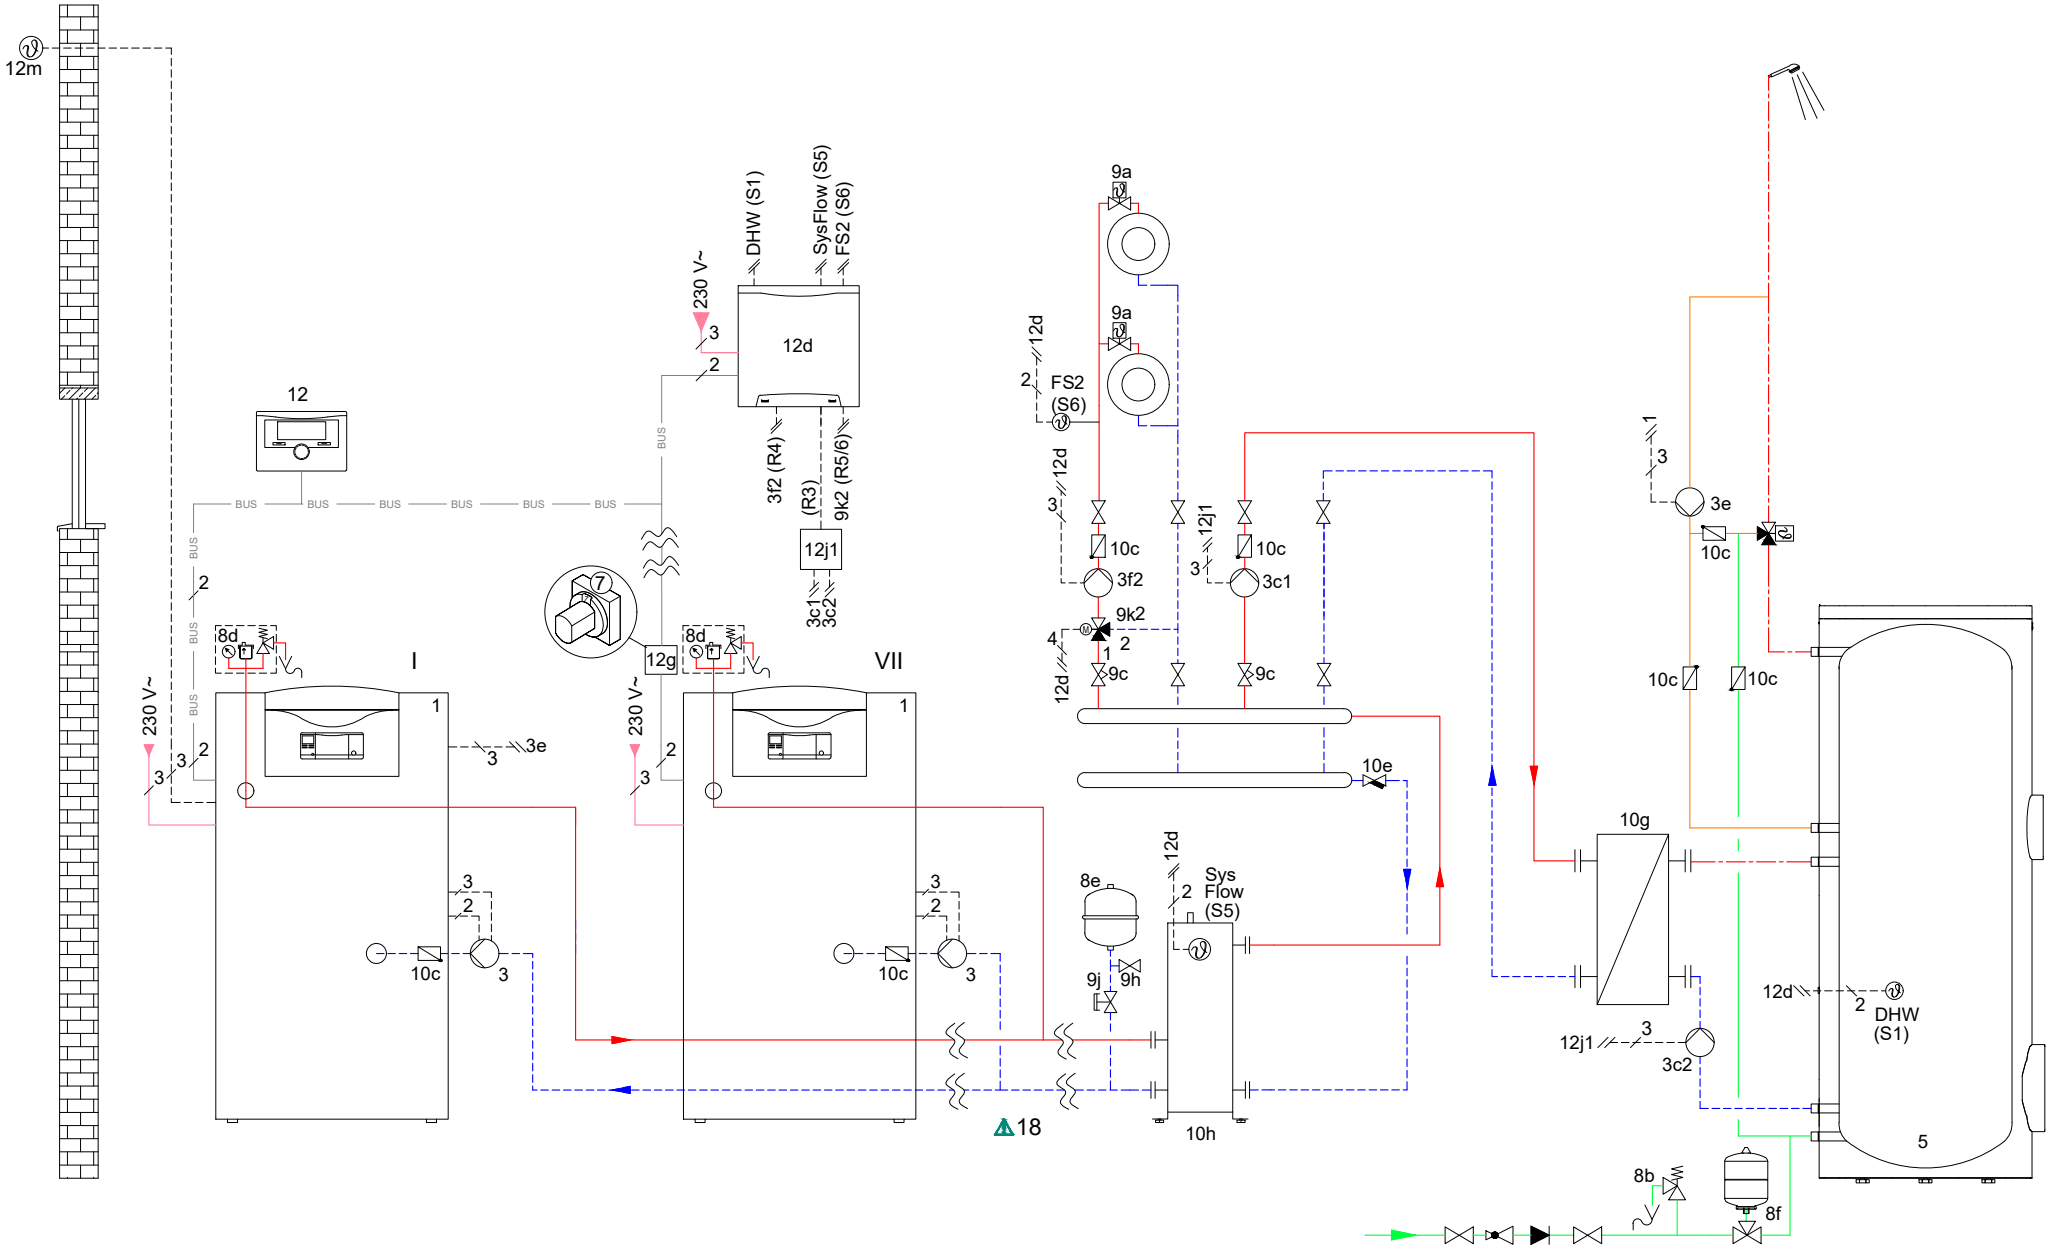 12m
12
BUS
BUS
BUS
BUS
BUS
BUS
BUS
BUS
BUS
BUS
2
230 V~
3
3
2
8d
I
1
3
3e
3
2
10c
3
7
12g
230 V~
3
2
8d
VII
1
3
2
10c
3
DHW (S1)
SysFlow (S5)
FS2 (S6)
230 V~
3
2
12d
3f2 (R4)
(R3)
9k2 (R5/6)
12j1
3c1
3c2
9a
9a
12d
2
FS2
(S6)
12d
3
10c
3f2
9k2
4
M
2
1
12d
9c
12j1
3
10c
3c1
9c
10e
8e
9j
9h
12d
2
Sys
Flow
(S5)
10h
18
10g
12j1
3
3c2
1
3
3e
10c
10c
10c
12d
2
DHW
(S1)
5
8b
8f